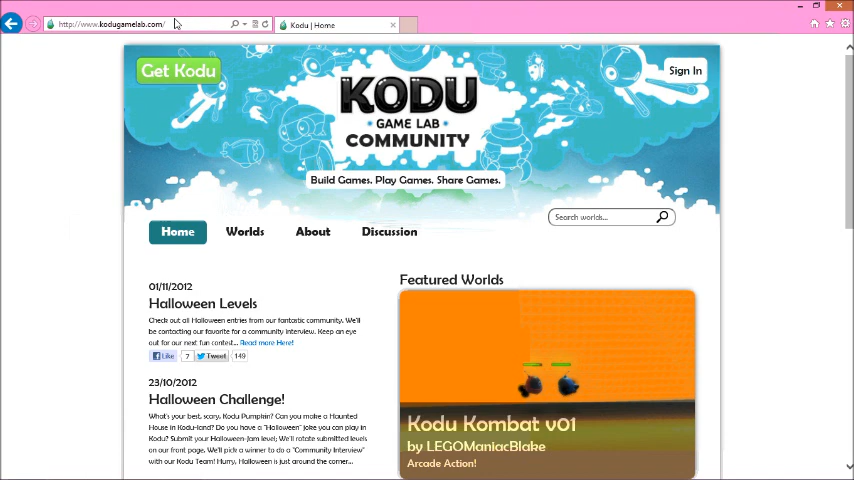 http://www.kodugamelab.com/
Kodu | Home
Get Kodu
Sign In
KODU
GAME LAB
COMMUNITY
Build Games. Play Games. Share Games.
Search worlds...
Home
Worlds
About
Discussion
01/11/2012
Halloween Levels
Check out all Halloween entries from our fantastic community. We'll
be contacting our favorite for a community interview. Keep an eye
out for our next fun contest... Read more Here!
Like
7
Tweet
149
23/10/2012
Halloween Challenge!
What's your best, scary, Kodu Pumpkin? Can you make a Haunted
House in Kodu-land? Do you have a "Halloween" joke you can play in
Kodu? Submit your Halloween-Jam level; We'll rotate submitted levels
on our front page. We'll pick a winner to do a "Community Interview"
with our Kodu Team! Hurry, Halloween is just around the corner...
Featured Worlds
Kodu Kombat v01
by LEGOManiacBlake
Arcade Action!